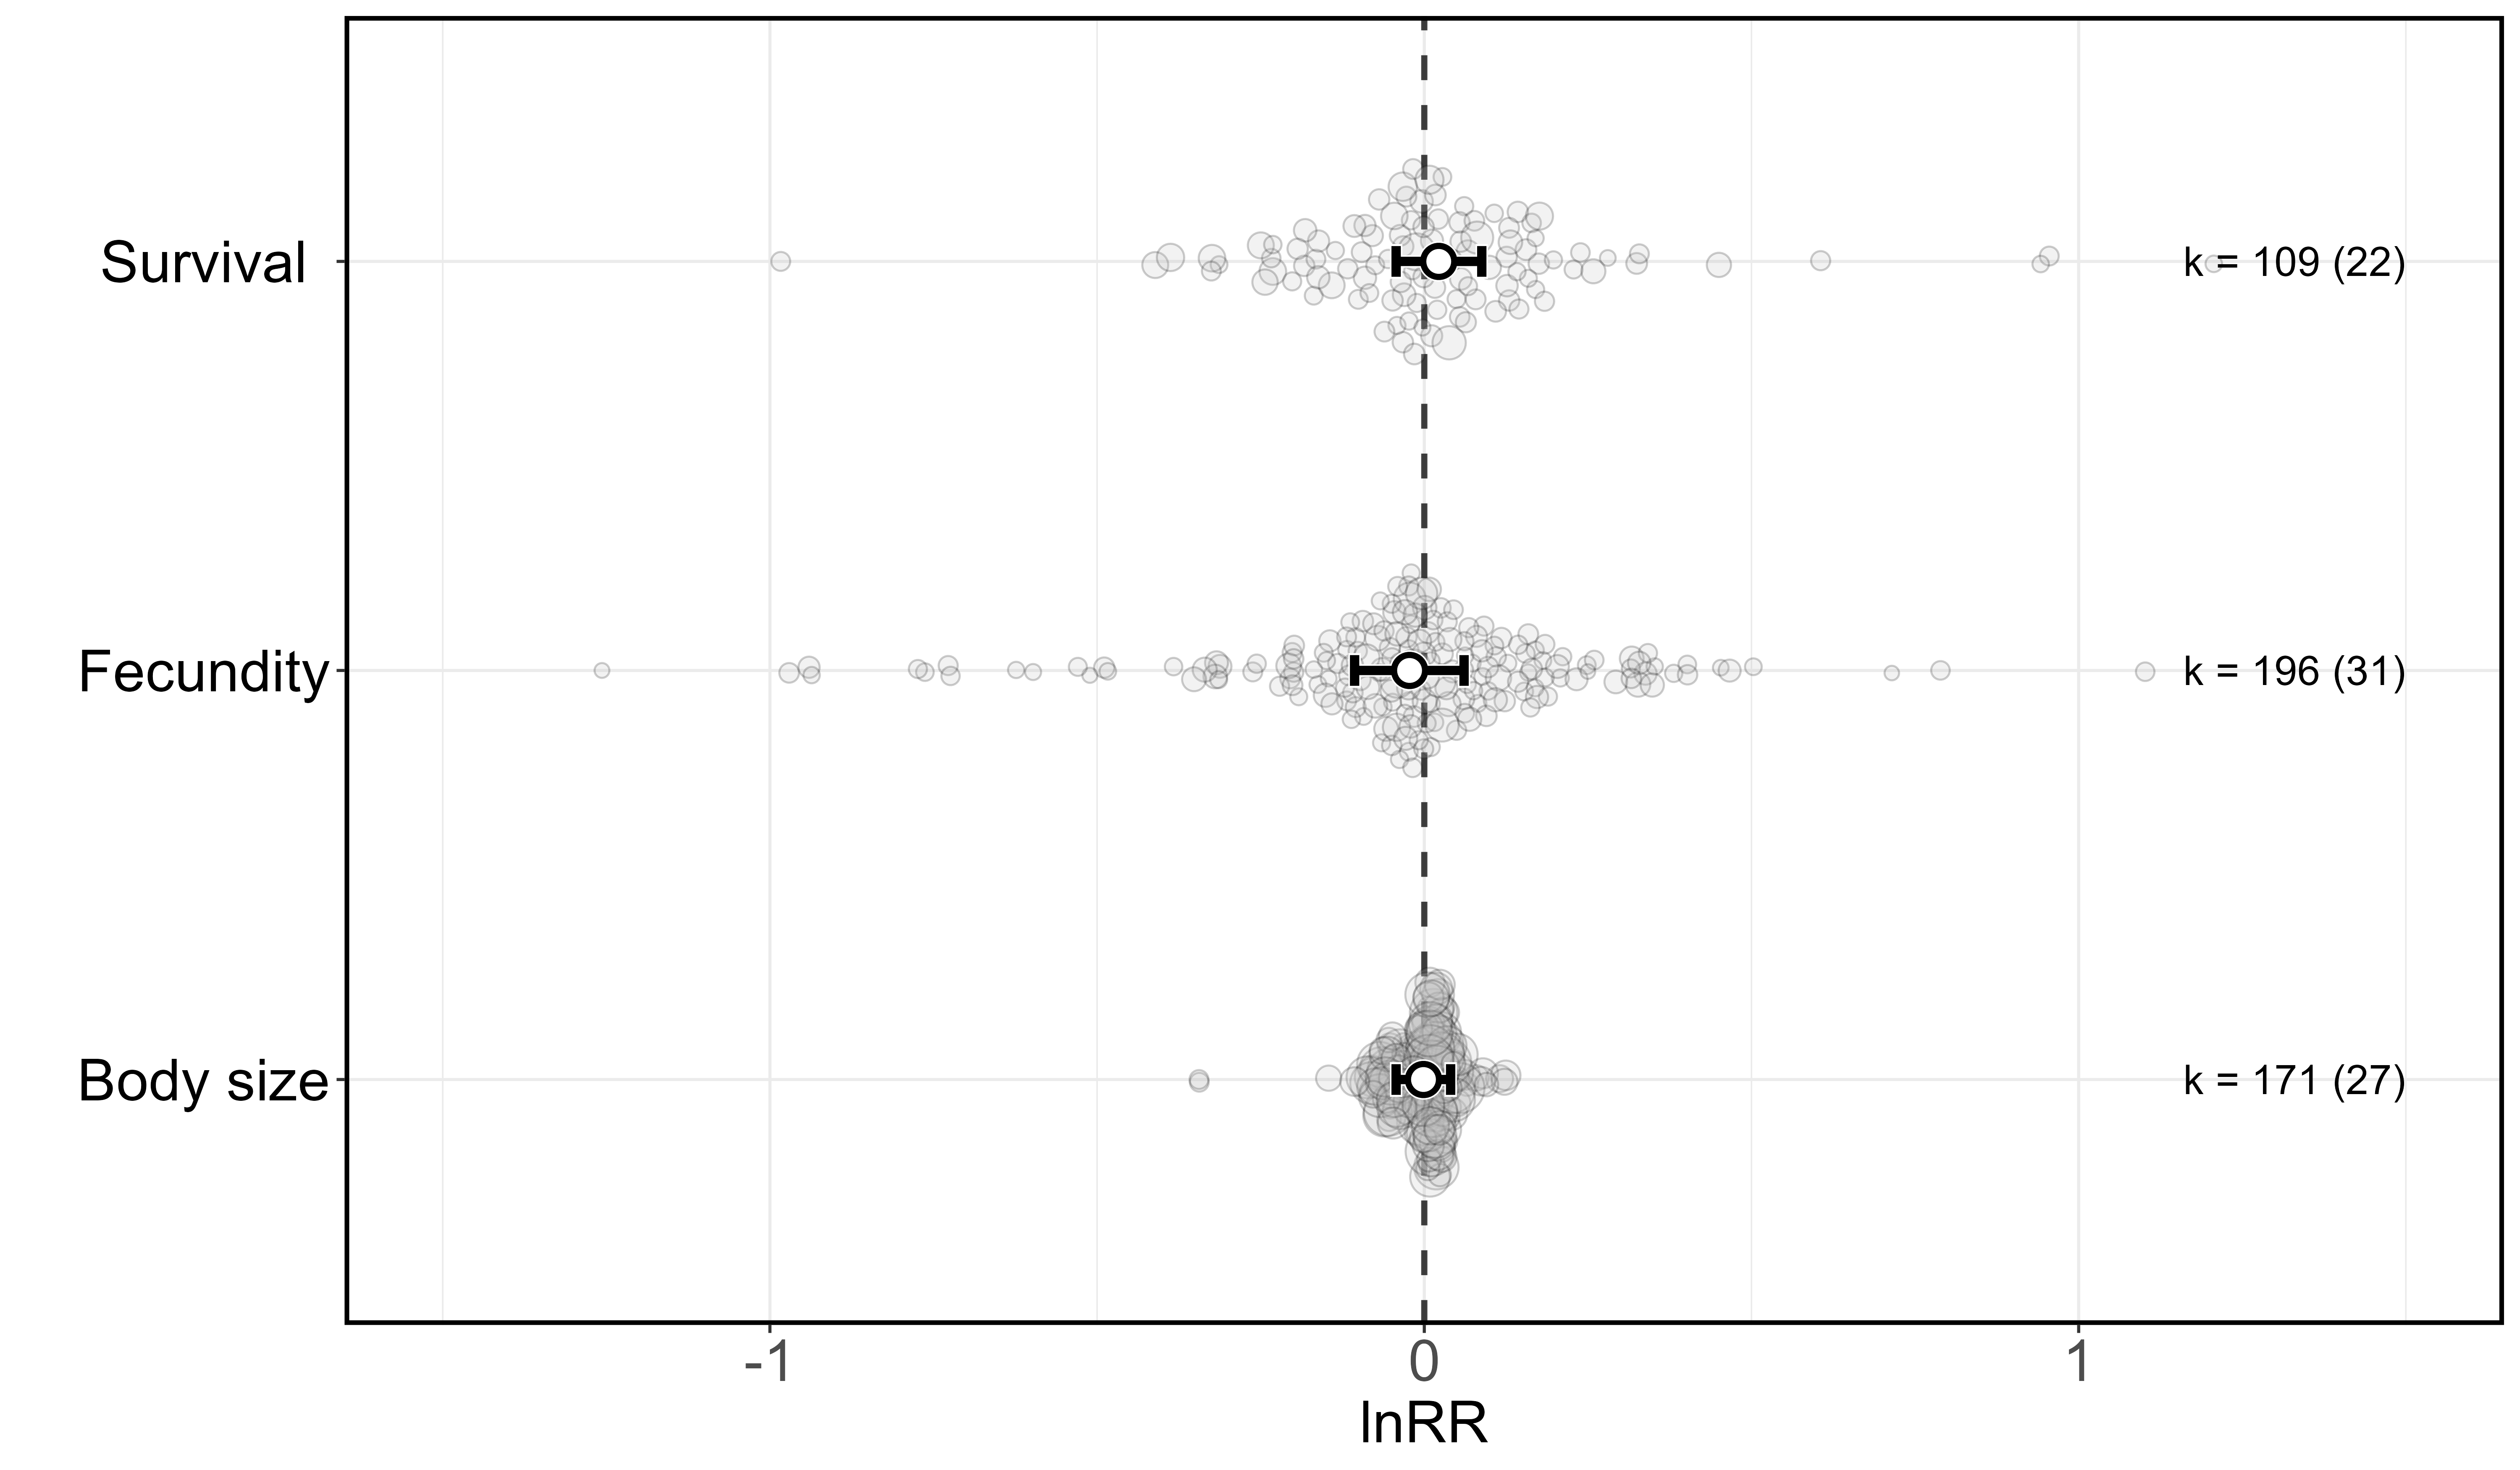 Survival
k = 109 (22)
Fecundity
k = 196 (31)
Body size
k = 171 (27)
-1 0 1
lnRR